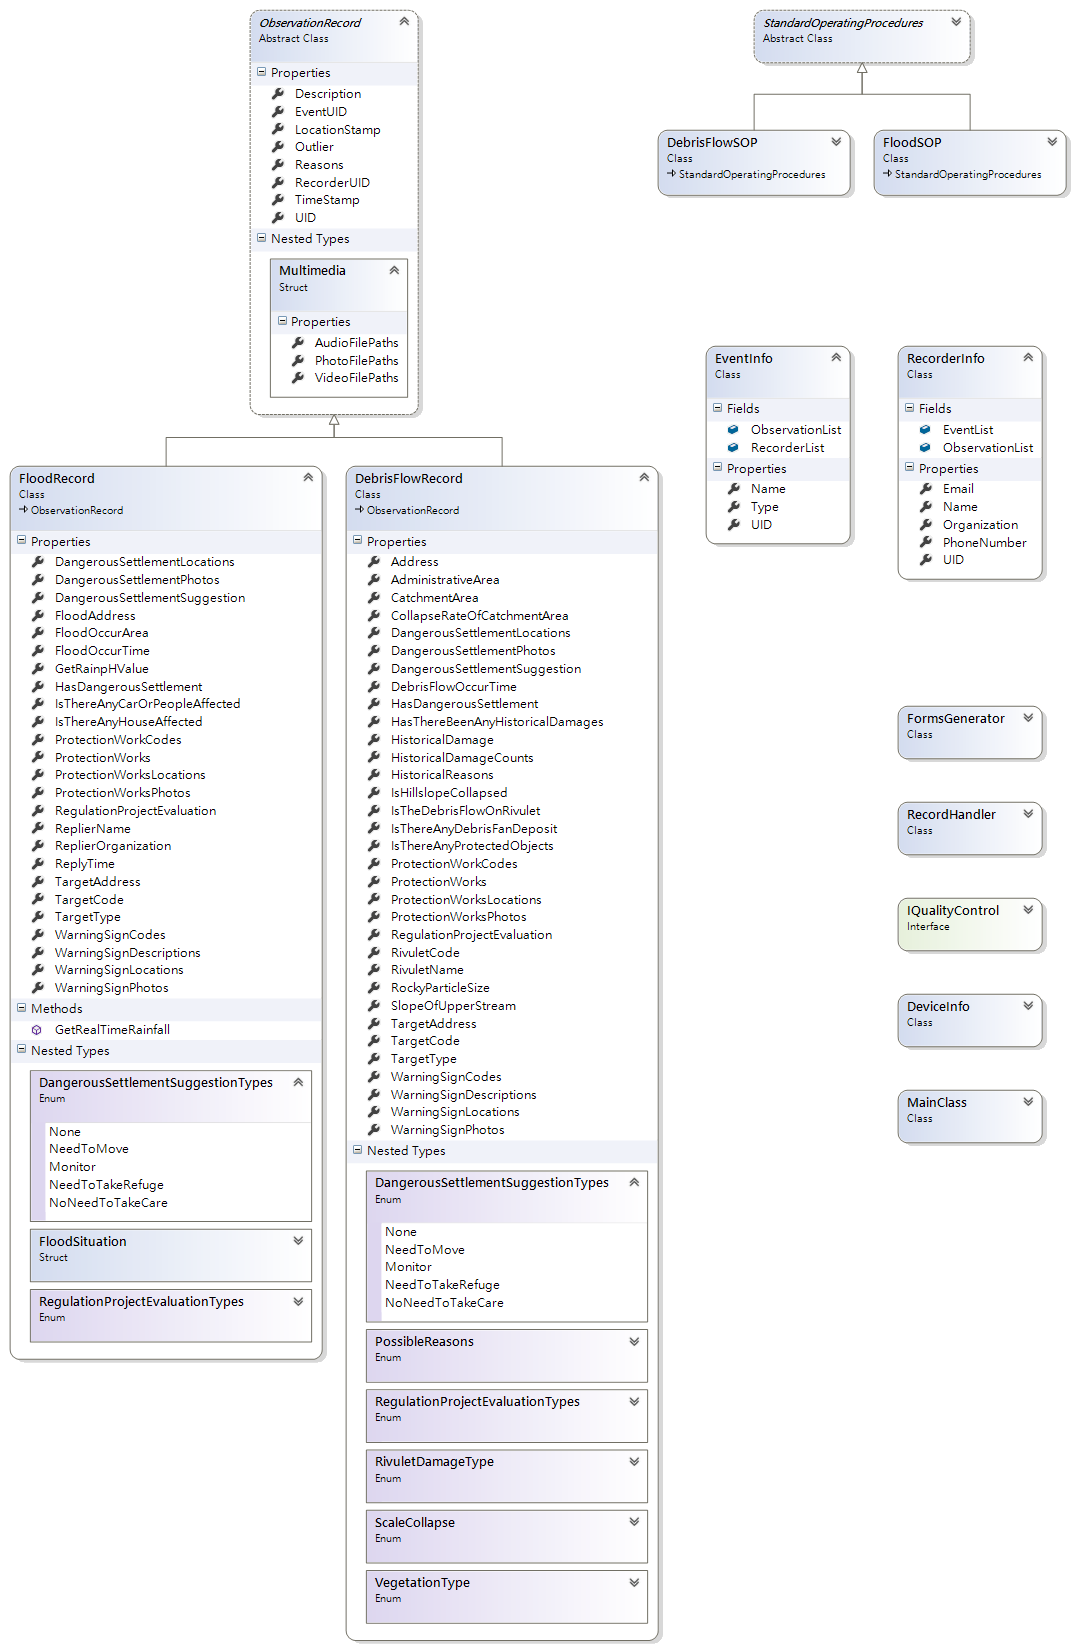 ObservationRecord
Abstract Class
Properties
Description
EventUID
LocationStamp
Outlier
Reasons
RecorderUID
TimeStamp
UID
Nested Types
Multimedia
Struct
Properties
AudioFilePaths
PhotoFilePaths
VideoFilePaths
StandardOperatingProcedures
Abstract Class
DebrisFlowSOP
Class
StandardOperatingProcedures
FloodSOP
Class
StandardOperatingProcedures
EventInfo
Class
Fields
ObservationList
RecorderList
Properties
Name
Type
UID
RecorderInfo
Class
Fields
EventList
ObservationList
Properties
Email
Name
Organization
PhoneNumber
UID
FloodRecord
Class
ObservationRecord
Properties
DangerousSettlementLocations
DangerousSettlementPhotos
DangerousSettlementSuggestion
FloodAddress
FloodOccurArea
FloodOccurTime
GetRainpHValue
HasDangerousSettlement
IsThereAnyCarOrPeopleAffected
IsThereAnyHouseAffected
ProtectionWorkCodes
ProtectionWorks
ProtectionWorksLocations
ProtectionWorksPhotos
RegulationProjectEvaluation
ReplierName
ReplierOrganization
ReplyTime
TargetAddress
TargetCode
TargetType
WarningSignCodes
WarningSignDescriptions
WarningSignLocations
WarningSignPhotos
Methods
GetRealTimeRainfall
Nested Types
DangerousSettlementSuggestionTypes
Enum
None
NeedToMove
Monitor
NeedToTakeRefuge
NoNeedToTakeCare
FloodSituation
Struct
RegulationProjectEvaluationTypes
Enum
DebrisFlowRecord
Class
ObservationRecord
Properties
Address
AdministrativeArea
CatchmentArea
CollapseRateOfCatchmentArea
DangerousSettlementLocations
DangerousSettlementPhotos
DangerousSettlementSuggestion
DebrisFlowOccurTime
HasDangerousSettlement
HasThereBeenAnyHistoricalDamages
HistoricalDamage
HistoricalDamageCounts
HistoricalReasons
IsHillslopeCollapsed
IsTheDebrisFlowOnRivulet
IsThereAnyDebrisFanDeposit
IsThereAnyProtectedObjects
ProtectionWorkCodes
ProtectionWorks
ProtectionWorksLocations
ProtectionWorksPhotos
RegulationProjectEvaluation
RivuletCode
RivuletName
RockyParticleSize
SlopeOfUpperStream
TargetAddress
TargetCode
TargetType
WarningSignCodes
WarningSignDescriptions
WarningSignLocations
WarningSignPhotos
Nested Types
DangerousSettlementSuggestionTypes
Enum
None
NeedToMove
Monitor
NeedToTakeRefuge
NoNeedToTakeCare
PossibleReasons
Enum
RegulationProjectEvaluationTypes
Enum
RivuletDamageType
Enum
ScaleCollapse
Enum
VegetationType
Enum
FormsGenerator
Class
RecordHandler
Class
IQualityControl
Interface
DeviceInfo
Class
MainClass
Class